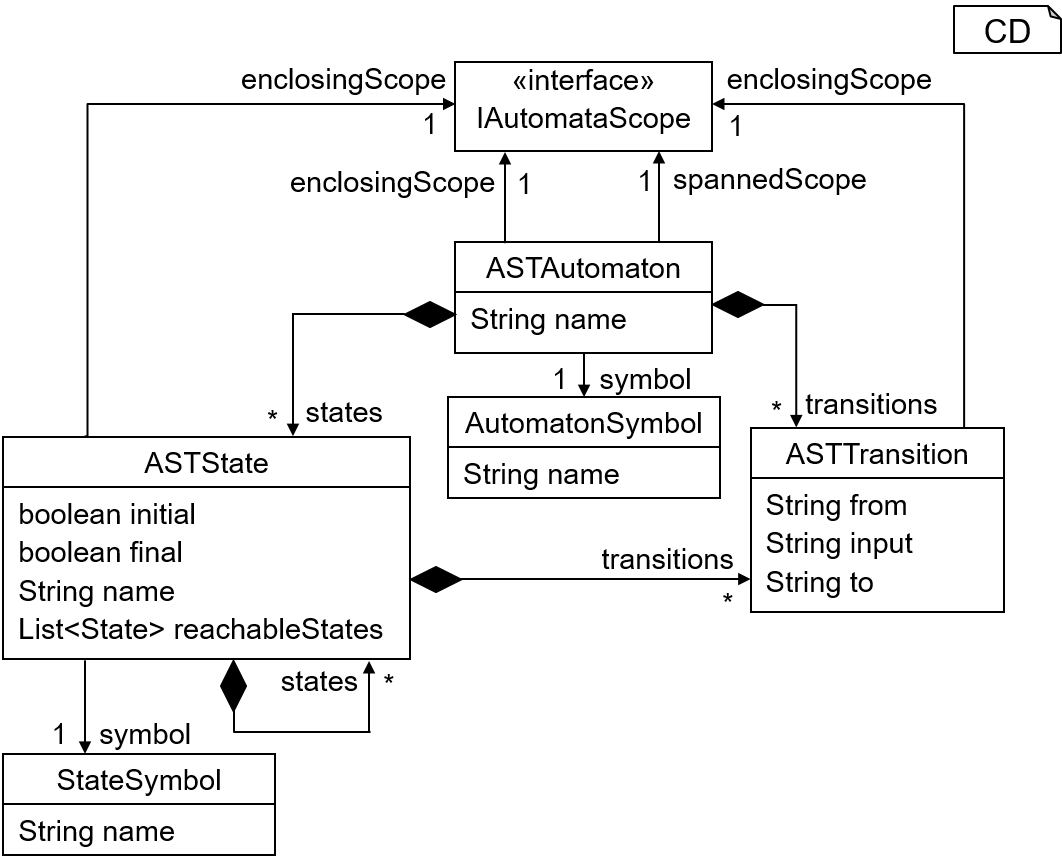 CD
enclosingScope
1
«interface»
IAutomataScope
enclosingScope
1
enclosingScope
1
1
spannedScope
ASTAutomaton
String name
*
states
1
symbol
*
transitions
AutomatonSymbol
String name
ASTState
boolean initial
boolean final
String name
List<State> reachableStates
transitions
*
ASTTransition
String from
String input
String to
states
*
1
symbol
StateSymbol
String name